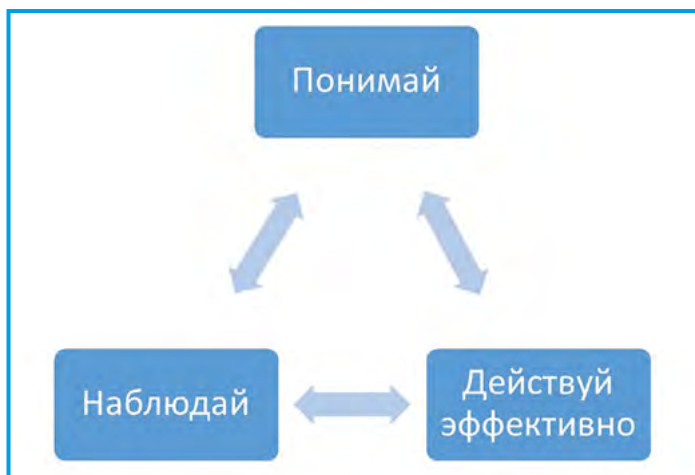 Понимай
Наблюдай
Действуй
эффективно